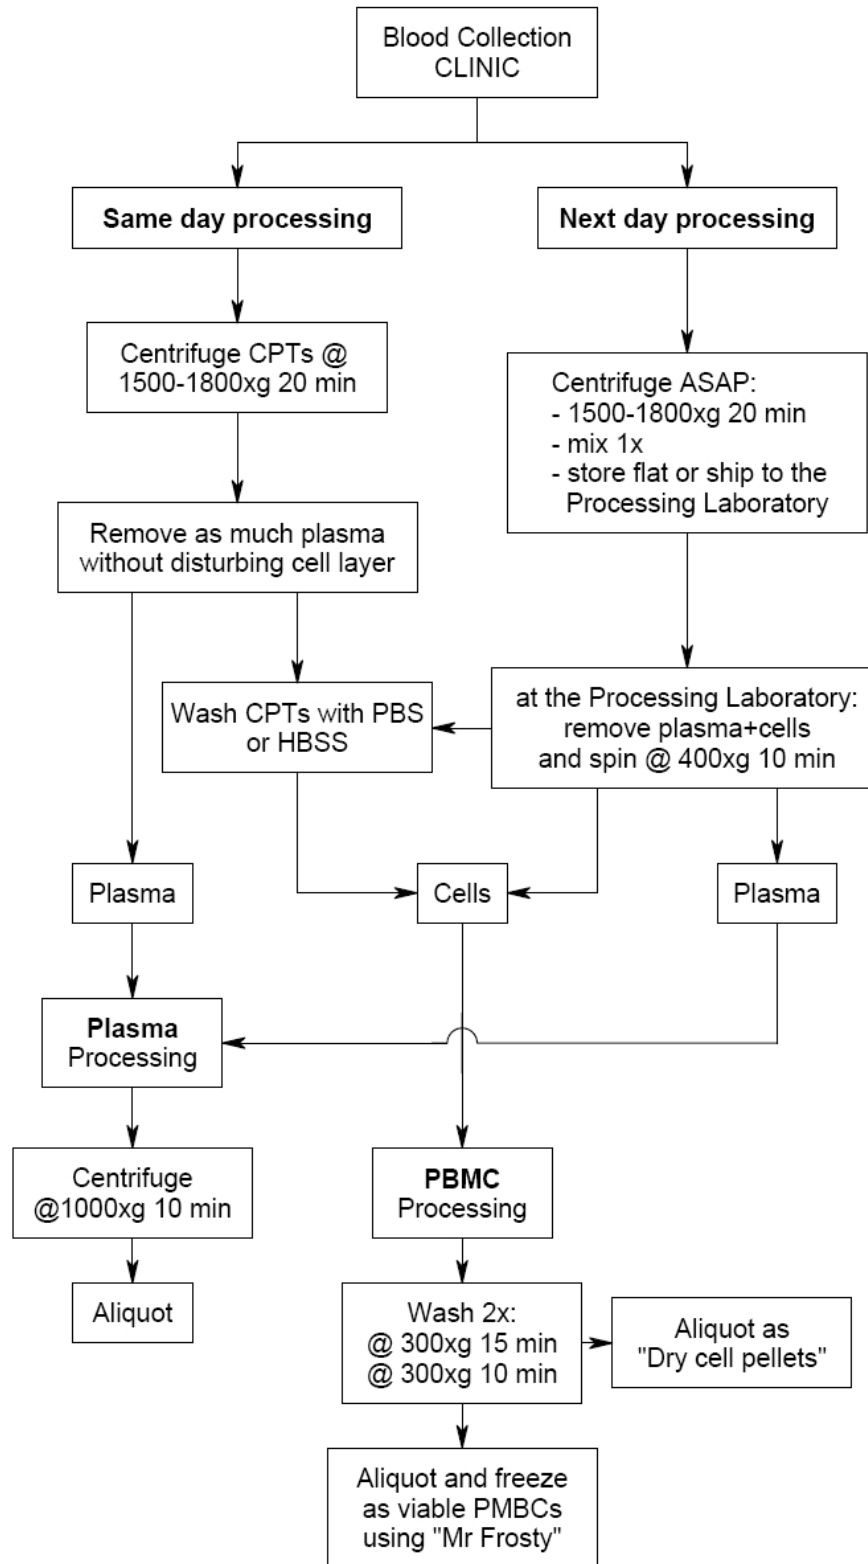 Blood Collection
CLINIC
Same day processing
Next day processing
Centrifuge CPTs @
1500-1800xg 20 min
Centrifuge ASAP:
- 1500-1800xg 20 min
- mix 1x
- store flat or ship to the
Processing Laboratory
Remove as much plasma
without disturbing cell layer
Wash CPTs with PBS
or HBSS
at the Processing Laboratory:
remove plasma+cells
and spin @ 400xg 10 min
Plasma
Cells
Plasma
Plasma
Processing
Centrifuge
@1000xg 10 min
PBMC
Processing
Aliquot
Wash 2x:
@ 300xg 15 min
@ 300xg 10 min
Aliquot as
"Dry cell pellets"
Aliquot and freeze
as viable PMBCs
using "Mr Frosty"